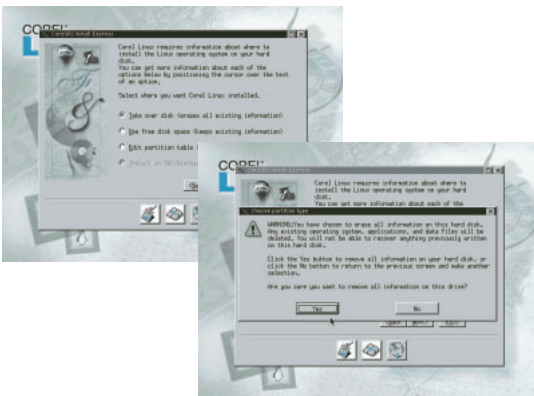 COREL
Corel(R) Install Express
Corel Linux requires information about where to
install the Linux operating system on your hard
disk.
You can get more information about each of the
options below by positioning the cursor over the text
of an option.
Select where you want Corel Linux installed.
Take over disk (erases all existing information)
Use free disk space (keeps existing information)
Edit partition table
COREL
Install Express
Corel Linux requires information about where to
install the Linux operating system on your hard
disk.
You can get more information about each of the
Choose partition type
WARNING:You have chosen to erase all information on this hard disk.
Any existing operating system, applications, and data files will be
deleted. You will not be able to recover anything previously written
on this hard disk.
Click the Yes button to remove all information on your hard disk, or
click the No button to return to the previous screen and make another
selection.
Are you sure you want to remove all information on this drive?
Yes
No